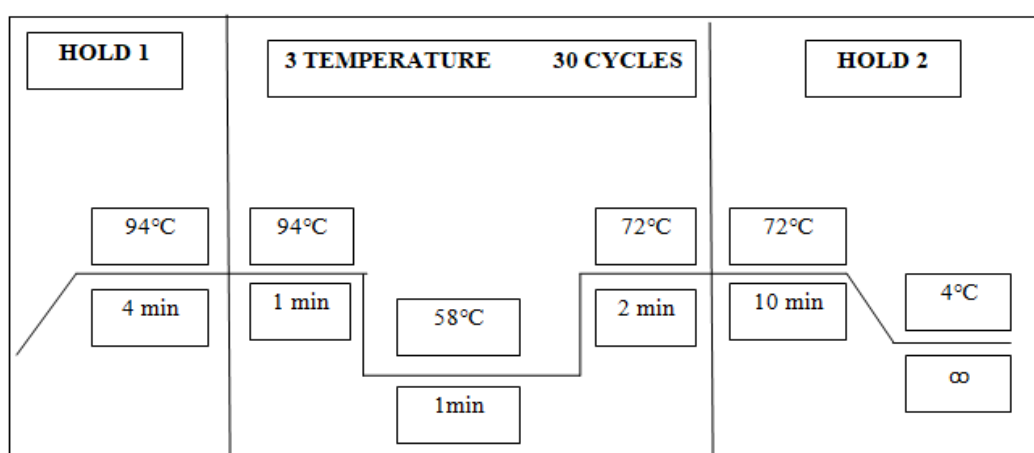 HOLD 1
3 TEMPERATURE 30 CYCLES
HOLD 2
94°C
94°C
72°C
72°C
4 min
1 min
58°C
2 min
10 min
4°C
1min
∞